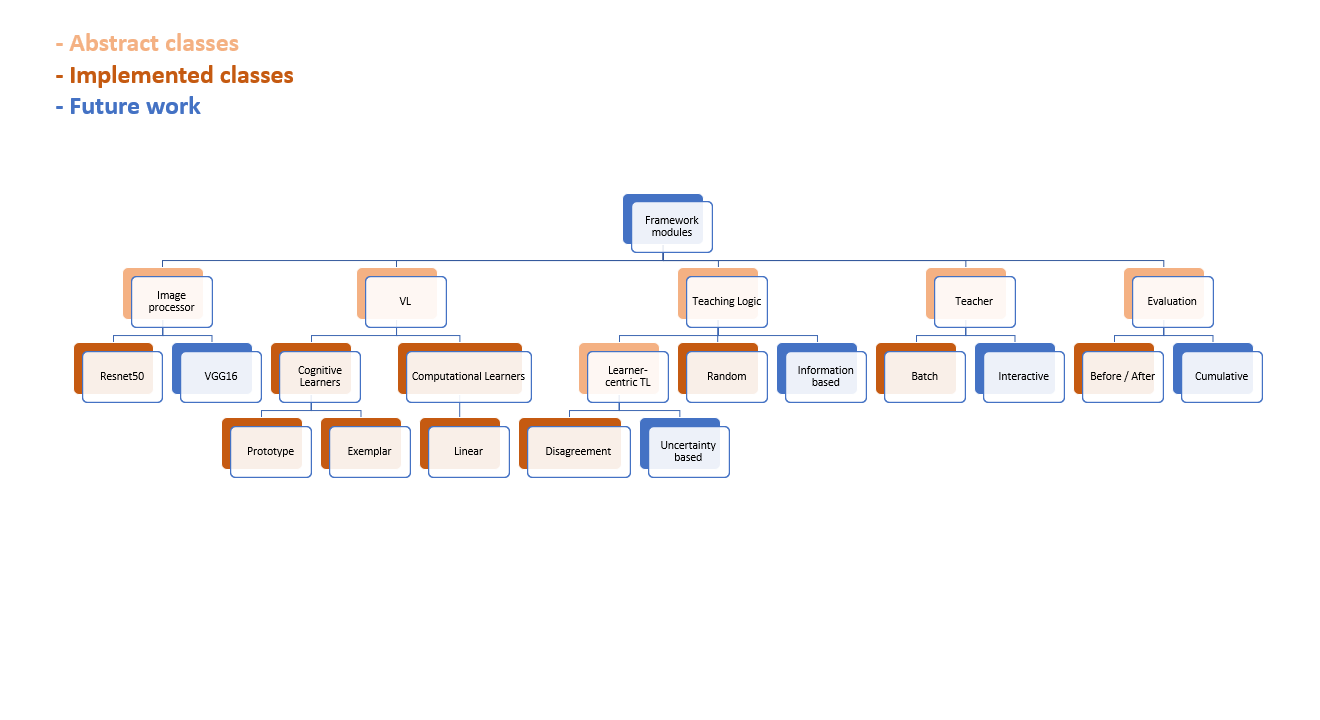 - Abstract classes
- Implemented classes
- Future work
Framework
modules
Image
processor
VL
Teaching Logic
Teacher
Evaluation
Resnet50
VGG16
Cognitive
Learners
Computational Learners
Learner-
centric TL
Random
Information
based
Batch
Interactive
Before / After
Cumulative
Prototype
Exemplar
Linear
Disagreement
Uncertainty
based